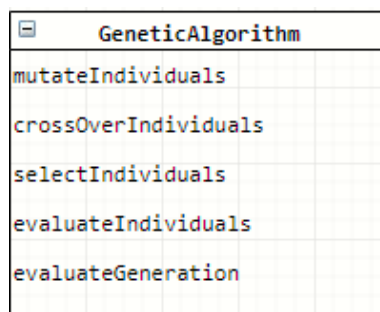 GeneticAlgorithm
mutateIndividuals
crossOverIndividuals
selectIndividuals
evaluateIndividuals
evaluateGeneration